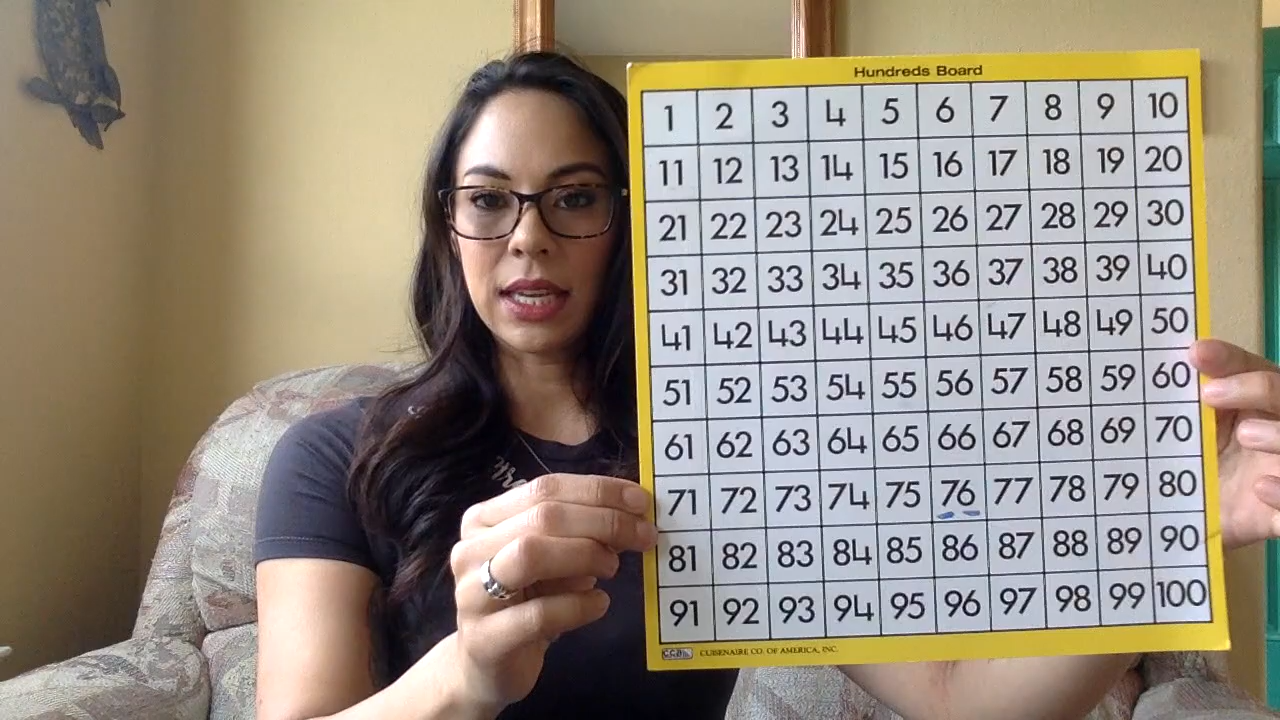 Hundreds Board
1 2 3 4 5 6 7 8 9 10
11 12 13 14 15 16 17 18 19 20
21 22 23 24 25 26 27 28 29 30
31 32 33 34 35 36 37 38 39 40
41 42 43 44 45 46 47 48 49 50
51 52 53 54 55 56 57 58 59 60
61 62 63 64 65 66 67 68 69 70
71 72 73 74 75 76 77 78 79 80
81 82 83 84 85 86 87 88 89 90
91 92 93 94 95 96 97 98 99 100
CUISENAIRE CO. OF AMERICA, INC.